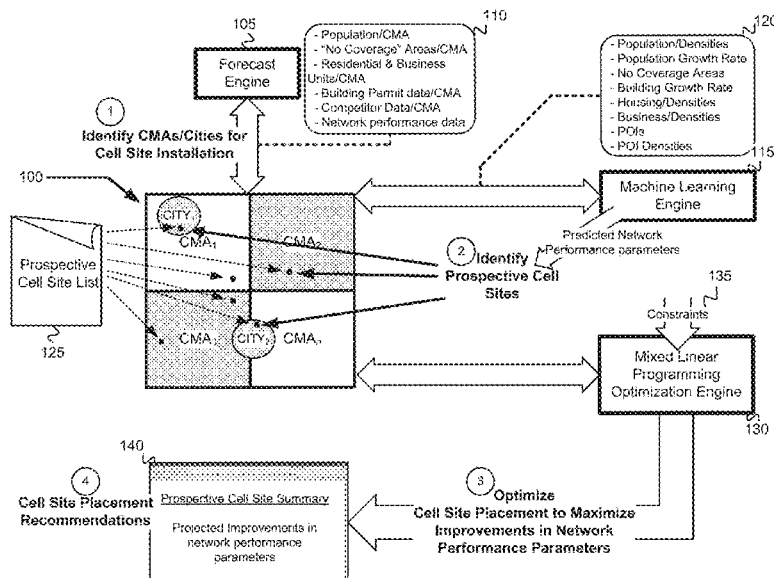 105
Forecast
Engine
110
- Population/CMA
- "No Coverage" Areas/CMA
- Residential & Business
Units/CMA
- Building Permit data/CMA
- Competitor Data/CMA
- Network performance data
120
- Population/Densities
- Population Growth Rate
- No Coverage Areas
- Building Growth Rate
- Housing/Densities
- Business/Densities
- POIs
- POI Densities
1
Identify CMAs/Cities for
Cell Site Installation
115
Machine Learning
Engine
100
CITY1
CMA1
CMA2
Predicted Network
Performance parameters
2
Identify
Prospective Cell
Sites
Prospective
Cell Site List
125
CMA3
CITY2
CMAn
135
Constraints
Mixed Linear
Programming
Optimization Engine
130
140
4
Cell Site Placement
Recommendations
Prospective Cell Site Summary
Projected Improvements in
network performance
parameters
3
Optimize
Cell Site Placement to Maximize
Improvements in Network
Performance Parameters